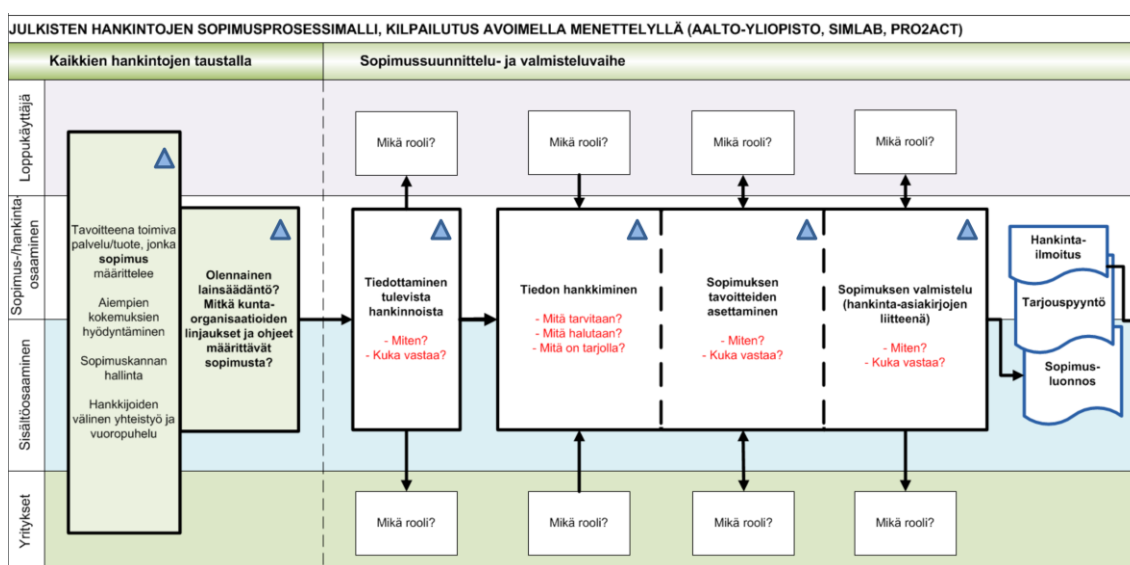 JULKISTEN HANKINTOJEN SOPIMUSPROSESSIMALLI, KILPAILUTUS AVOIMELLA MENETTELYLLÄ (AALTO-YLIOPISTO, SIMLAB, PRO2ACT)
Kaikkien hankintojen taustalla
Sopimussuunnittelu- ja valmisteluvaihe
Loppukäyttäjä
Mikä rooli?
Mikä rooli?
Mikä rooli?
Mikä rooli?
Sopimus-/hankinta-
osaaminen
Sisältöosaaminen
Tavoitteena toimiva
palvelu/tuote, jonka
sopimus
määrittelee
Aiempien
kokemuksien
hyödyntäminen
Sopimuskannan
hallinta
Hankkijoiden
välinen yhteistyö ja
vuoropuhelu
Olennainen
lainsäädäntö?
Mitkä kunta-
organisaatioiden
linjaukset ja ohjeet
määrittävät
sopimusta?
Tiedottaminen
tulevista
hankinnoista
- Miten?
- Kuka vastaa?
Tiedon hankkiminen
- Mitä tarvitaan?
- Mitä halutaan?
- Mitä on tarjolla?
Sopimuksen
tavoitteiden
asettaminen
- Miten?
- Kuka vastaa?
Sopimuksen valmistelu
(hankinta-asiakirjojen
liitteenä)
- Miten?
- Kuka vastaa?
Hankinta-
ilmoitus
Tarjouspyyntö
Sopimus-
luonnos
Yritykset
Mikä rooli?
Mikä rooli?
Mikä rooli?
Mikä rooli?